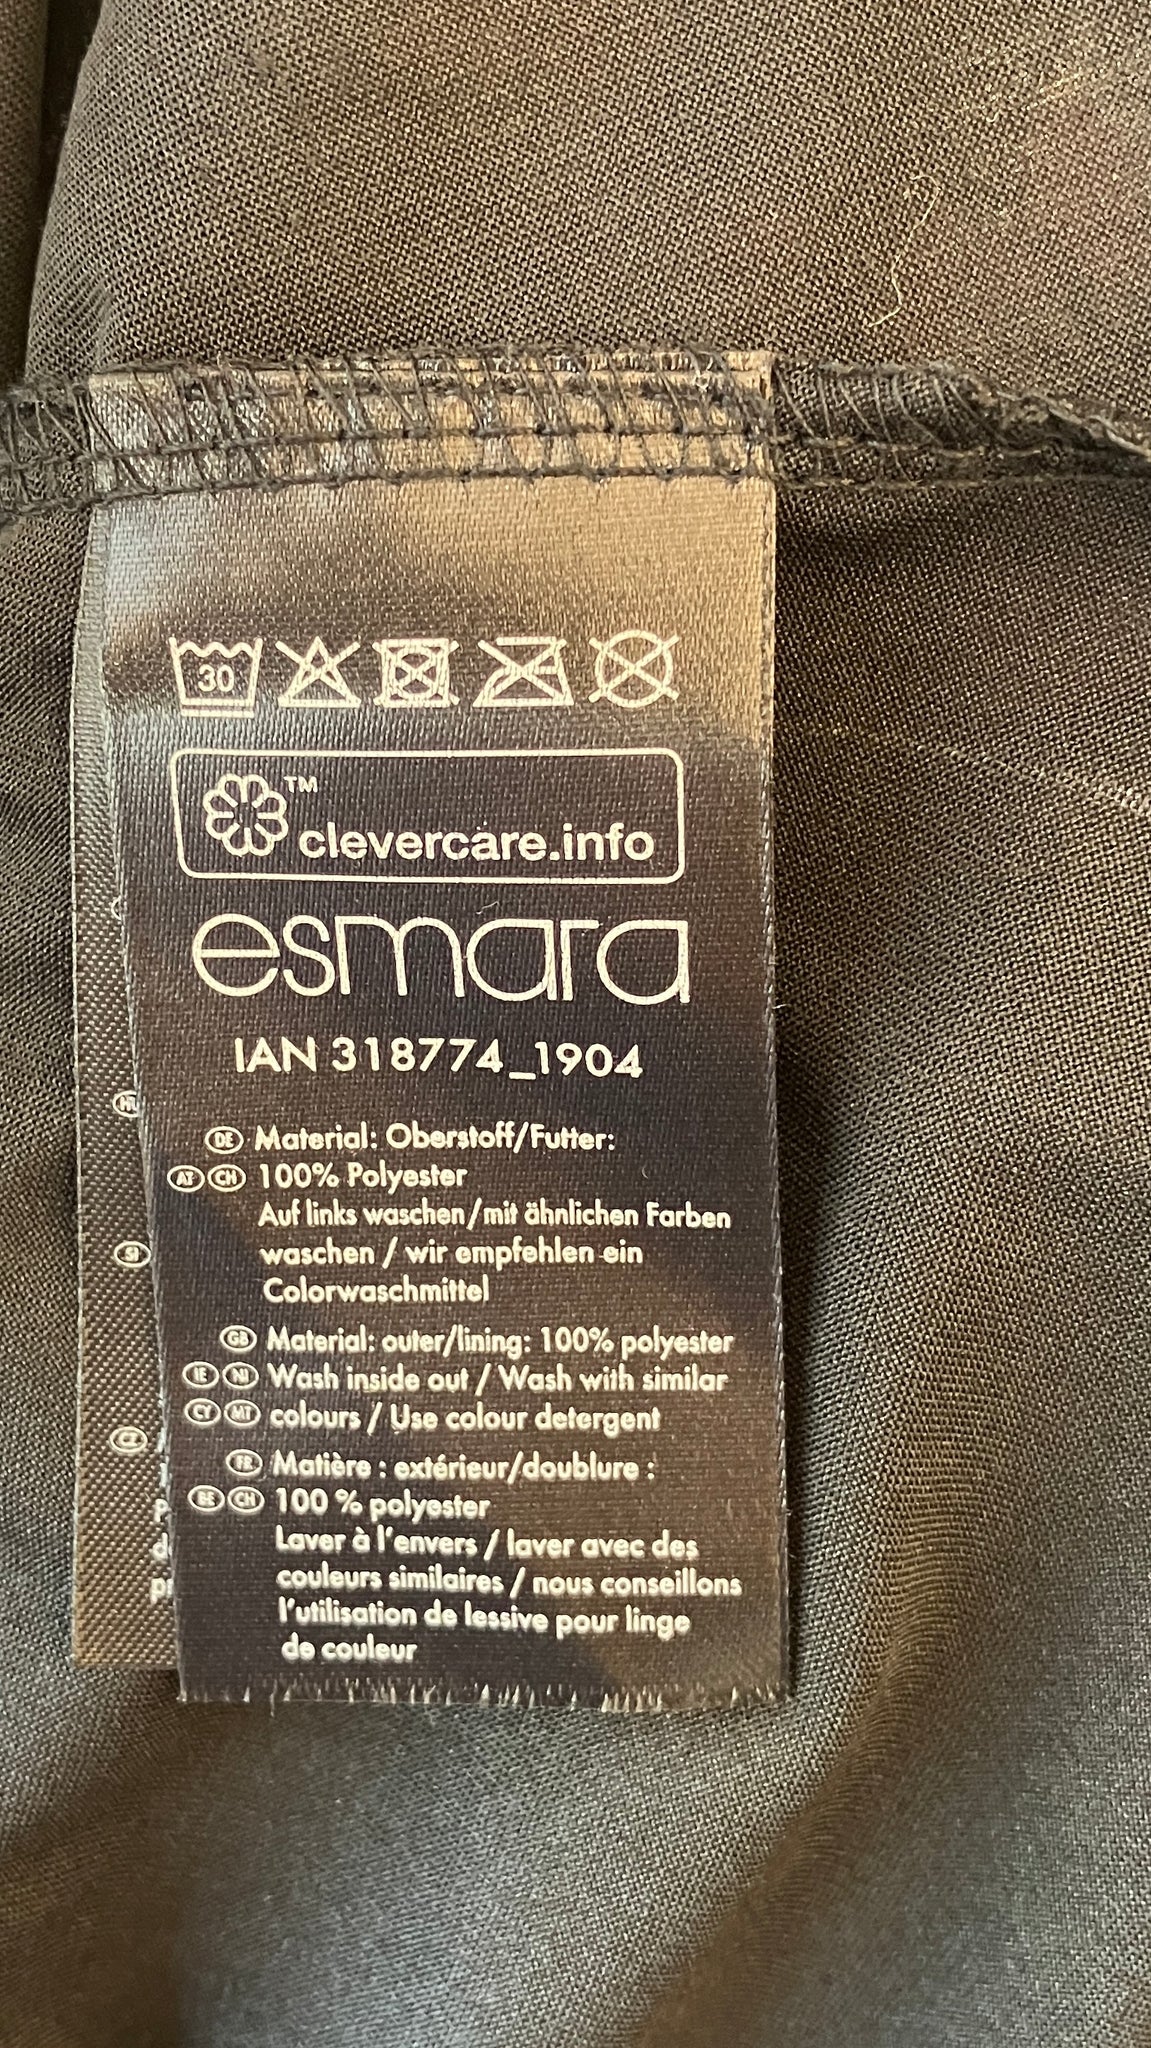 30
™
clevercare.info
esmara
IAN 318774_1904
DE Material: Oberstoff/Futter:
AT CH 100% Polyester
Auf links waschen/mit ähnlichen Farben
waschen / wir empfehlen ein
Colorwaschmittel
GB Material: outer/lining: 100% polyester
IE NI Wash inside out / Wash with similar
CY MT colours / Use colour detergent
FR Matière : extérieur/doublure :
BE CH 100 % polyester
Laver à l'envers / laver avec des
couleurs similaires / nous conseillons
l'utilisation de lessive pour linge
de couleur
HU
SI
CZ